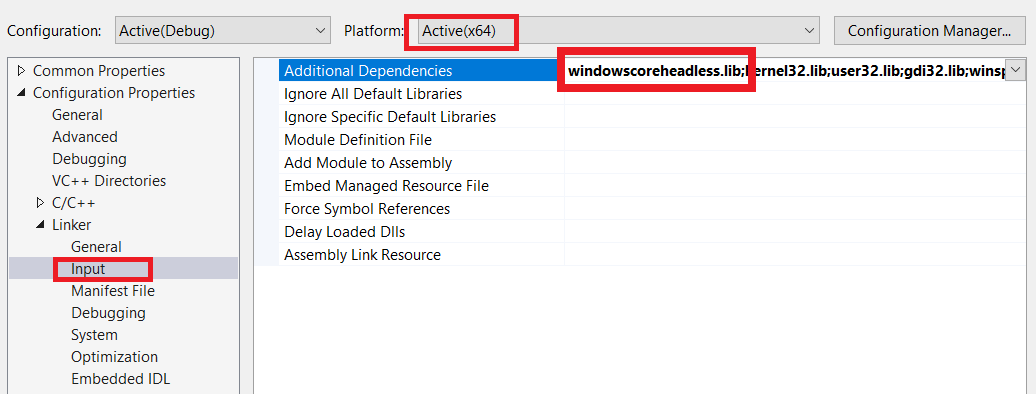 Configuration: Active(Debug) Platform: Active(x64) Configuration Manager...
Common Properties
Configuration Properties
General
Advanced
Debugging
VC++ Directories
C/C++
Linker
General
Input
Manifest File
Debugging
System
Optimization
Embedded IDL
Additional Dependencies windowscoreheadless.lib;kernel32.lib;user32.lib;gdi32.lib;winsp
Ignore All Default Libraries
Ignore Specific Default Libraries
Module Definition File
Add Module to Assembly
Embed Managed Resource File
Force Symbol References
Delay Loaded Dlls
Assembly Link Resource